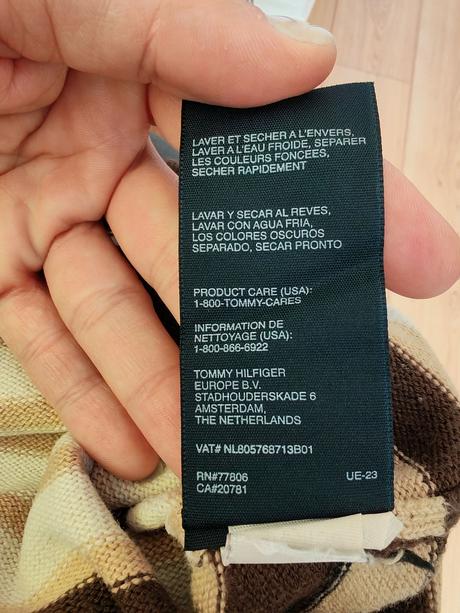 LAVER ET SECHER A L'ENVERS,
LAVER À L'EAU FROIDE, SEPARER
LES COULEURS FONCÉES,
SECHER RAPIDEMENT
LAVAR Y SECAR AL REVES,
LAVAR CON AGUA FRIA,
LOS COLORES OSCUROS
SEPARADO, SECAR PRONTO
PRODUCT CARE (USA):
1-800-TOMMY-CARES
INFORMATION DE
NETTOYAGE (USA):
1-800-866-6922
TOMMY HILFIGER
EUROPE B.V.
STADHOUDERSKADE 6
AMSTERDAM,
THE NETHERLANDS
VAT# NL805768713B01
RN#77806 UE-23
CA#20781